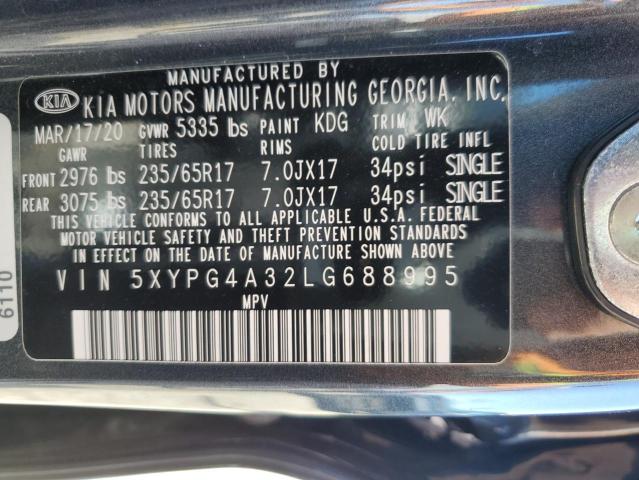 MANUFACTURED BY
KIA KIA MOTORS MANUFACTURING GEORGIA, INC.
MAR/17/20 GVWR 5335 lbs PAINT KDG TRIM WK
GAWR TIRES RIMS COLD TIRE INFL
FRONT 2976 lbs 235/65R17 7.0JX17 34psi SINGLE
REAR 3075 lbs 235/65R17 7.0JX17 34psi SINGLE
THIS VEHICLE CONFORMS TO ALL APPLICABLE U.S.A. FEDERAL
MOTOR VEHICLE SAFETY AND THEFT PREVENTION STANDARDS
IN EFFECT ON THE DATE OF MANUFACTURE SHOWN ABOVE.
VIN 5XYPG4A32LG688995
MPV
6110